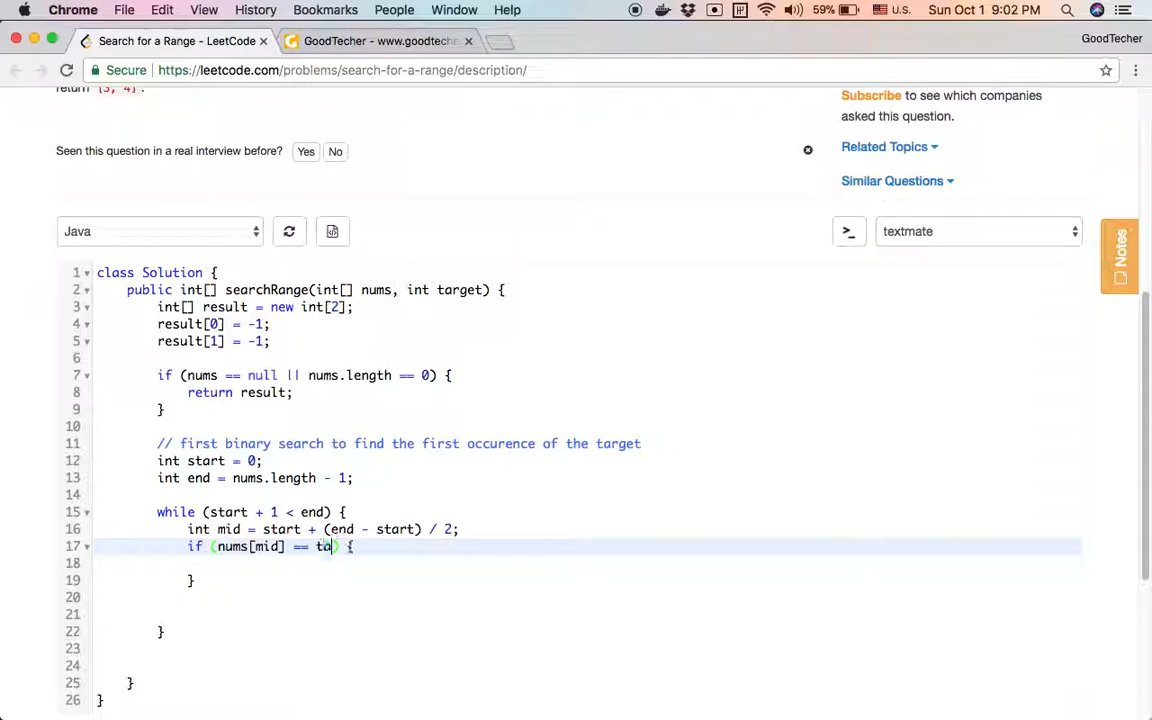 Chrome File Edit View History Bookmarks People Window Help 59% U.S. Sun Oct 1 9:02 PM
Search for a Range - LeetCode GoodTecher - www.goodteche GoodTecher
Secure https://leetcode.com/problems/search-for-a-range/description/
return [3, 4].
Subscribe to see which companies
asked this question.
Seen this question in a real interview before? Yes No
Related Topics
Similar Questions
Java >_ textmate
Notes
1 class Solution {
2 public int[] searchRange(int[] nums, int target) {
3 int[] result = new int[2];
4 result[0] = -1;
5 result[1] = -1;
6
7 if (nums == null || nums.length == 0) {
8 return result;
9 }
10
11 // first binary search to find the first occurence of the target
12 int start = 0;
13 int end = nums.length - 1;
14
15 while (start + 1 < end) {
16 int mid = start + (end - start) / 2;
17 if (nums[mid] == ta) {
18
19 }
20
21
22 }
23
24
25 }
26 }